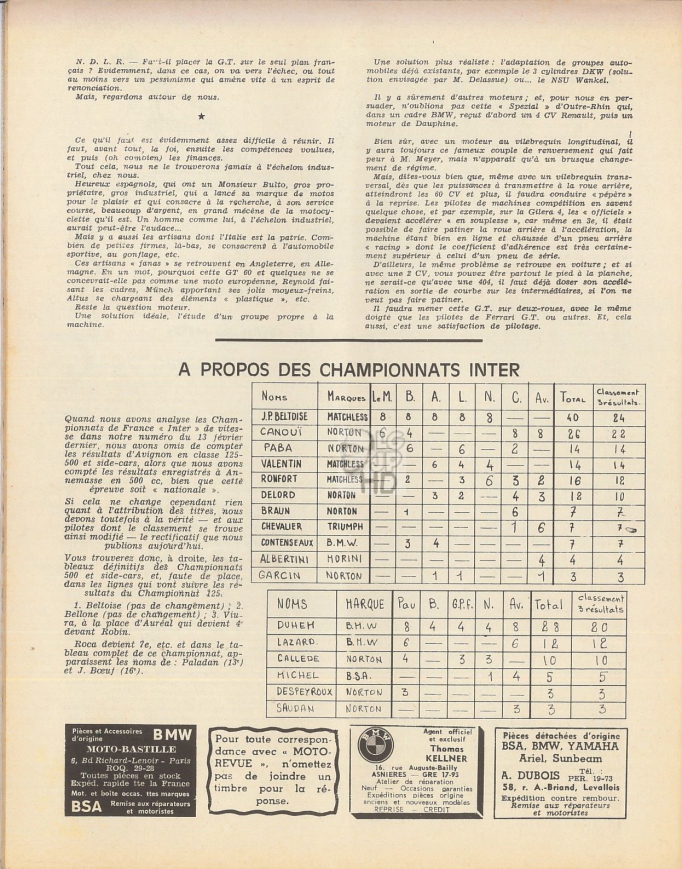 N. D. L. R. — Faut-il placer la G.T. sur le seul plan fran-
çais ? Evidemment, dans ce cas, on va vers l'échec, ou tout
au moins vers un pessimisme qui amène vite à un esprit de
renonciation.
Mais, regardons autour de nous.
★
Ce qu'il faut est évidemment assez difficile à réunir. Il
faut, avant tout, la foi, ensuite les compétences voulues,
et puis (oh combien) les finances.
Tout cela, nous ne le trouverons jamais à l'échelon indus-
triel, chez nous.
Heureux espagnols, qui ont un Monsieur Bulto, gros pro-
priétaire, gros industriel, qui a lancé sa marque de motos
pour le plaisir et qui consacre à la recherche, à son service
course, beaucoup d'argent, en grand mécène de la motocy-
clette qu'il est. Un homme comme lui, à l'échelon industriel,
aurait peut-être l'audace...
Mais y a aussi les artisans dont l'Italie est la patrie. Com-
bien de petites firmes, là-bas, se consacrent à l'automobile
sportive, au gonflage, etc.
Ces artisans « fanas » se retrouvent en Angleterre, en Alle-
magne. En un mot, pourquoi cette GT 60 et quelques ne se
concevrait-elle pas comme une moto européenne, Reynold fai-
sant les cadres, Münch apportant ses jolis moyeux-freins,
Altus se chargeant des éléments « plastique », etc.
Reste la question moteur.
Une solution idéale, l'étude d'un groupe propre à la
machine.
Une solution plus réaliste : l'adaptation de groupes auto-
mobiles déjà existants, par exemple le 3 cylindres DKW (solu-
tion envisagée par M. Delassue) ou... le NSU Wankel.
Il y a sûrement d'autres moteurs ; et, pour nous en per-
suader, n'oublions pas cette « Spezial » d'Outre-Rhin qui,
dans un cadre BMW, reçut d'abord un 4 CV Renault, puis un
moteur de Dauphine.
Bien sûr, avec un moteur au vilebrequin longitudinal, il
y aura toujours ce fameux couple de renversement qui fait
peur à M. Meyer, mais n'apparait qu'à un brusque change-
ment de régime.
Mais, dites-vous bien que, même avec un vilebrequin trans-
versal, dès que les puissances à transmettre à la roue arrière,
atteindront les 60 CV et plus, il faudra conduire « pépère »
à la reprise. Les pilotes de machines compétition en savent
quelque chose, et par exemple, sur la Gilera 4, les « officiels »
devaient accélérer « en souplesse », car même en 3e, il était
possible de faire patiner la roue arrière à l'accélération, la
machine étant bien en ligne et chaussée d'un pneu arrière
« racing » dont le coefficient d'adhérence est très certaine-
ment supérieur à celui d'un pneu de série.
D'ailleurs, le même problème se retrouve en voiture ; et si
avec une 2 CV, vous pouvez être partout le pied à la planche,
ne serait-ce qu'avec une 404, il faut déjà doser son accélé-
ration en sortie de courbe sur les intermédiaires, si l'on ne
veut pas faire patiner.
Il faudra mener cette G.T. sur deux-roues, avec le même
doigté que les pilotes de Ferrari G.T. ou autres. Et, cela
aussi, c'est une satisfaction de pilotage.
A PROPOS DES CHAMPIONNATS INTER
Quand nous avons analyse les Cham-
pionnats de France « Inter » de vites-
se dans notre numéro du 13 février
dernier, nous avons omis de compter
les résultats d'Avignon en classe 125-
500 et side-cars, alors que nous avons
compté les résultats enregistrés à An-
nemasse en 500 cc, bien que cette
épreuve soit « nationale ».
Si cela ne change cependant rien
quant à l'attribution des titres, nous
devons toutefois à la vérité — et aux
pilotes dont le classement se trouve
ainsi modifié — le rectificatif que nous
publions aujourd'hui.
Vous trouverez donc, à droite, les ta-
bleaux définitifs des Championnats
500 et side-cars, et, faute de place,
dans les lignes qui vont suivre les ré-
sultats du Championnat 125.
1. Beltoise (pas de changement) ; 2.
Bellone (pas de changement) ; 3. Viu-
ra, à la place d'Auréal qui devient 4e
devant Robin.
Roca devient 7e, etc. et dans le ta-
bleau complet de ce championnat, ap-
paraissent les noms de : Paladan (13e)
et J. Bœuf (16e).
NOMS MARQUES Le M. B. A. L. N. C. Av. TOTAL Classement 3 résultats.
J.P BELTOISE MATCHLESS 8 8 8 8 8 — — 40 24
CANOUÏ NORTON 6 4 — — — 8 8 26 22
PABA NORTON — 6 — 6 — 2 — 14 14
VALENTIN MATCHLESS — — 6 4 4 — — 14 14
RONFORT MATCHLESS — 2 — 3 6 3 2 16 12
DELORD NORTON — — 3 2 — 4 3 12 10
BRAUN NORTON — 1 — — — 6 — 7 7
CHEVALIER TRIUMPH — — — — — 1 6 7 7
CONTENSEAUX B.M.W. — 3 4 — — — — 7 7
ALBERTINI MORINI — — — — — — 4 4 4
GARCIN NORTON — — 1 1 — — 1 3 3
NOMS MARQUE Pau B. G.P.F. N. Av. Total classement 3 résultats
DUHEM B.M.W 8 4 4 4 8 28 20
LAZARD. B.M.W 6 — — — 6 12 12
CALLEDE NORTON 4 — 3 3 — 10 10
MICHEL B.S.A. — — — 1 4 5 5
DESPEYROUX NORTON 3 — — — — 3 3
SAUDAN NORTON — — — — 3 3 3
Pièces et Accessoires
d'origine BMW
MOTO-BASTILLE
6, Bd Richard-Lenoir - Paris
ROQ. 29-28
Toutes pièces en stock
Expéd. rapide tte la France
Mot. et boîte occas. ttes marques
BSA Remise aux réparateurs
et motoristes
Pour toute correspon-
dance avec « MOTO-
REVUE », n'omettez
pas de joindre un
timbre pour la ré-
ponse.
BMW
Agent officiel
et exclusif
Thomas
KELLNER
16, rue Auguste-Bailly
ASNIERES — GRE 17-93
Atelier de réparation
Neuf — Occasions garanties
Expéditions pièces origine
anciens et nouveaux modèles
REPRISE - CREDIT
Pièces détachées d'origine
BSA, BMW, YAMAHA
Ariel, Sunbeam
A. DUBOIS Tél. :
PER. 19-73
58, r. A.-Briand, Levallois
Expédition contre rembour.
Remise aux réparateurs
et motoristes